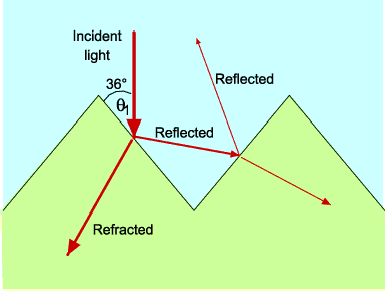 Incident
light
36°
θ1
Reflected
Reflected
Refracted